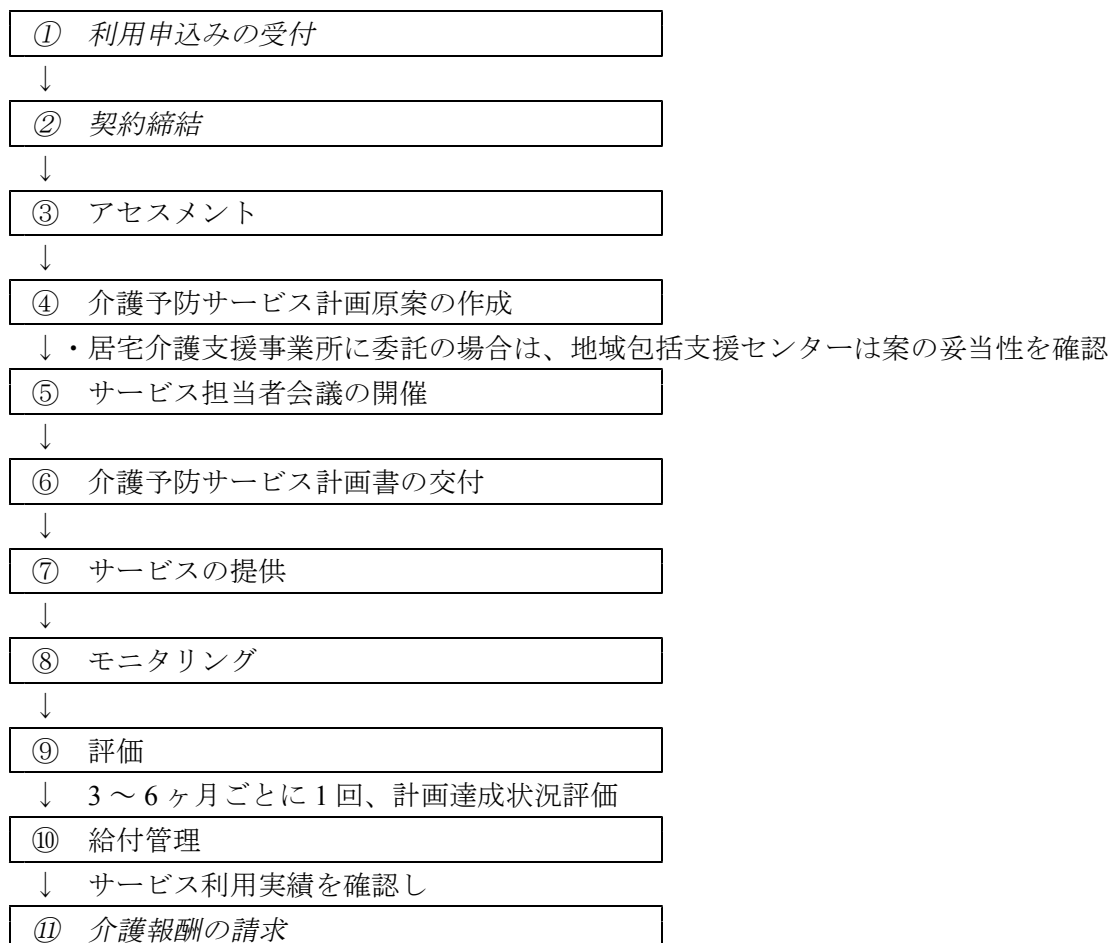 ① 利用申込みの受付
↓
② 契約締結
↓
③ アセスメント
↓
④ 介護予防サービス計画原案の作成
↓・居宅介護支援事業所に委託の場合は、地域包括支援センターは案の妥当性を確認
⑤ サービス担当者会議の開催
↓
⑥ 介護予防サービス計画書の交付
↓
⑦ サービスの提供
↓
⑧ モニタリング
↓
⑨ 評価
↓ 3～6ヶ月ごとに1回、計画達成状況評価
⑩ 給付管理
↓ サービス利用実績を確認し
⑪ 介護報酬の請求